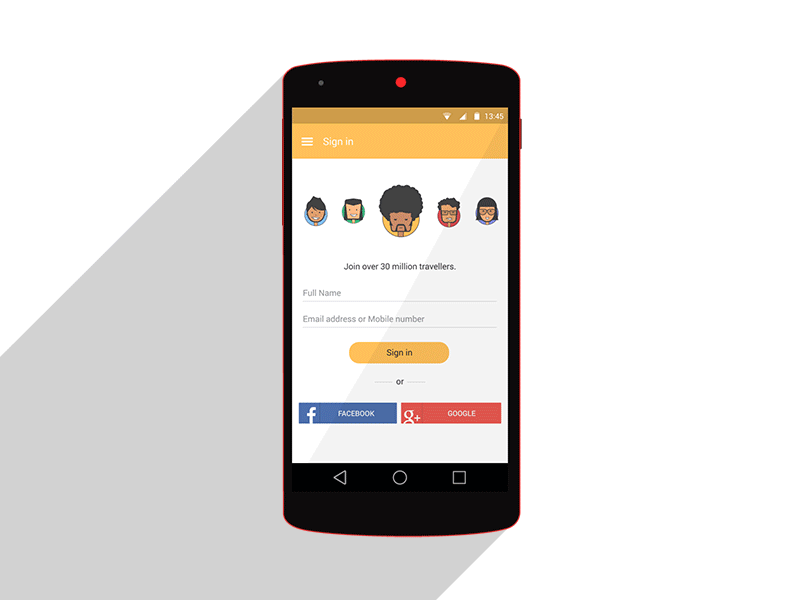 13:45
Sign in
Join over 30 million travellers.
Full Name
Email address or Mobile number
Sign in
or
f FACEBOOK g+ GOOGLE